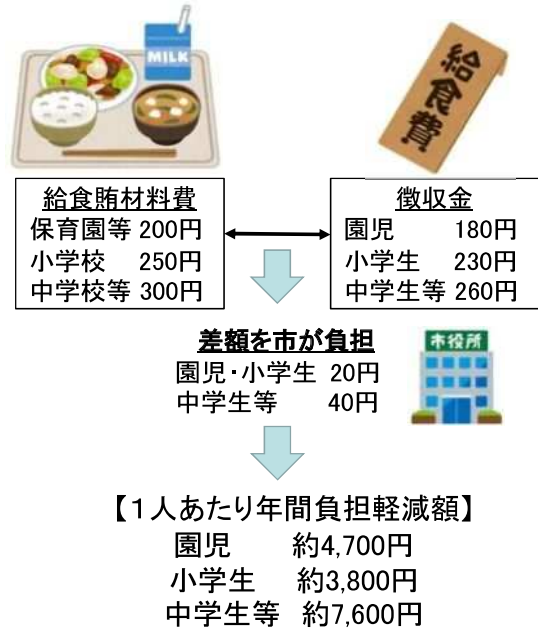 MILK
給食費
給食賄材料費
保育園等 200円
小学校 250円
中学校等 300円
徴収金
園児 180円
小学生 230円
中学生等 260円
差額を市が負担
園児・小学生 20円
中学生等 40円
市役所
【1人あたり年間負担軽減額】
園児 約4,700円
小学生 約3,800円
中学生等 約7,600円